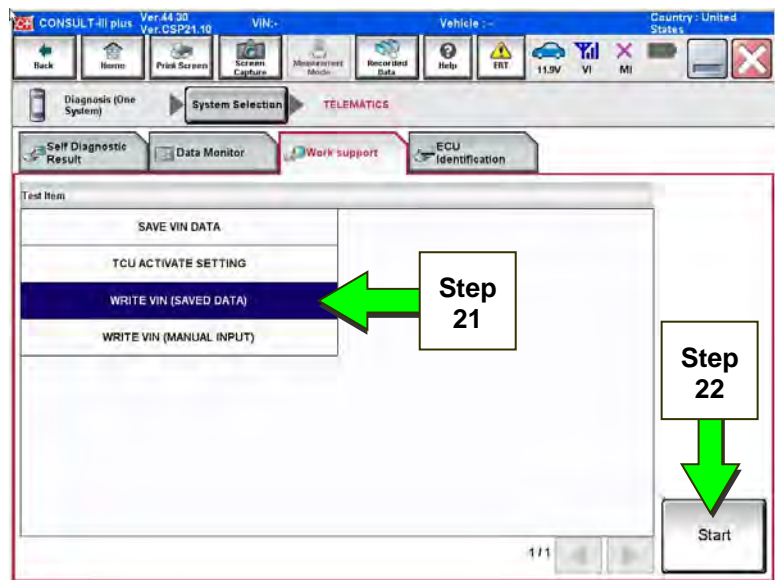 CONSULT-III plus Ver.44.30 VIN:- Vehicle : - Country : United
Ver.CSP21.10 States
Back Home Print Screen Screen Capture Measurement Mode Recorded Data Help ERT 11.9V VI MI
Diagnosis (One System) System Selection TELEMATICS
Self Diagnostic Result Data Monitor Work support ECU Identification
Test Item
SAVE VIN DATA
TCU ACTIVATE SETTING
WRITE VIN (SAVED DATA)
WRITE VIN (MANUAL INPUT)
Step
21
Step
22
Start
1/1